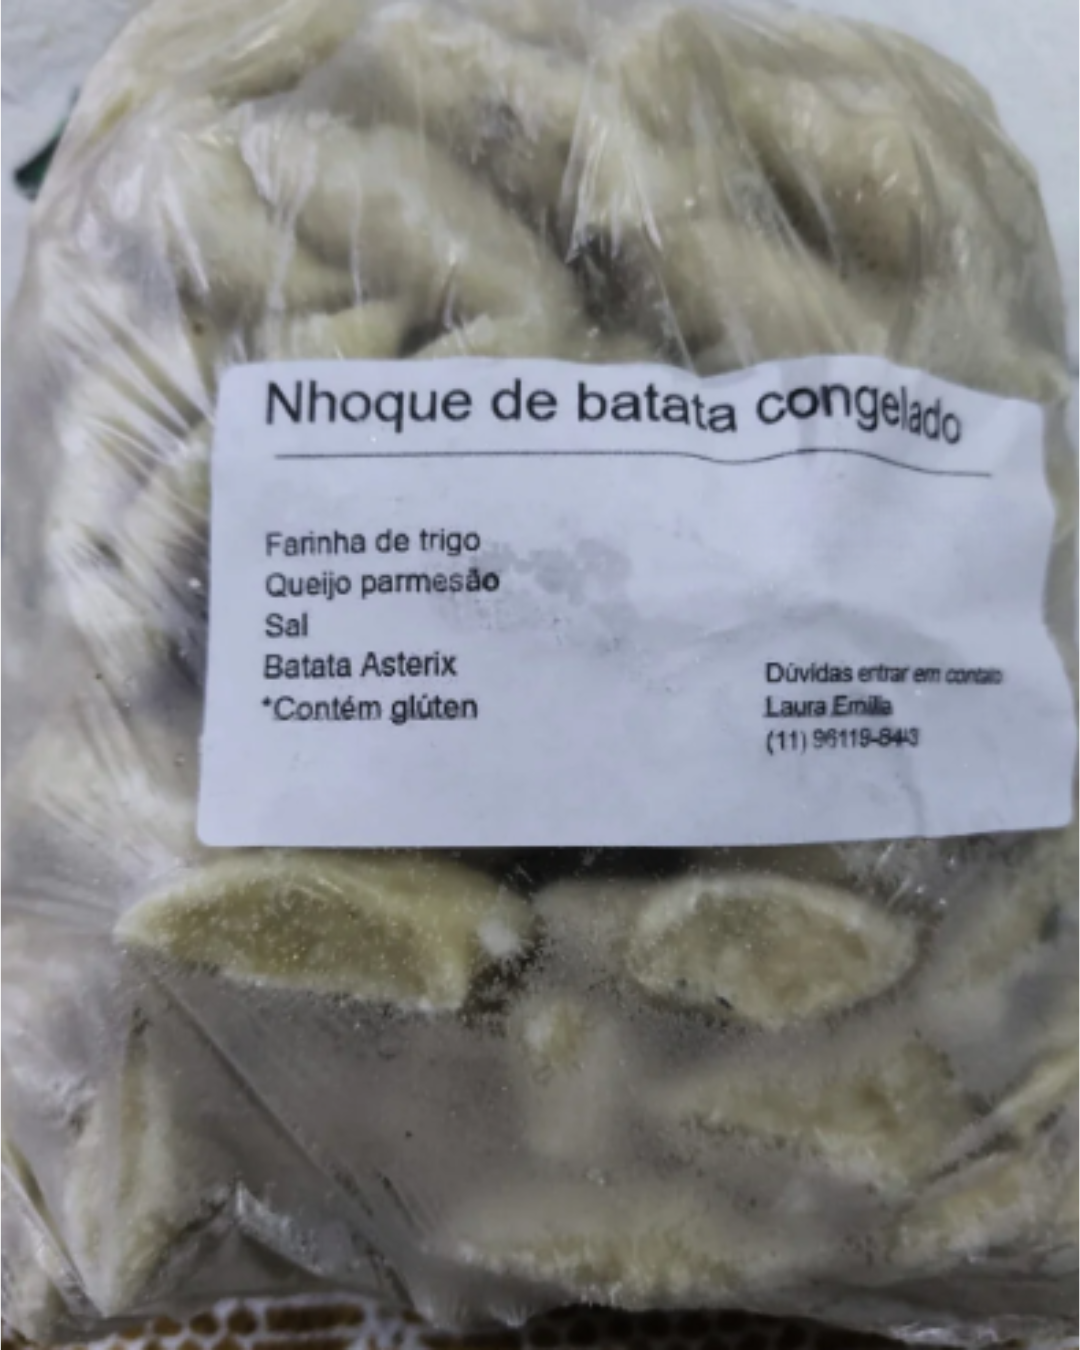 Nhoque de batata congelado
Farinha de trigo
Queijo parmesão
Sal
Batata Asterix
*Contém glúten
Dúvidas entrar em contato
Laura Emilia
(11)